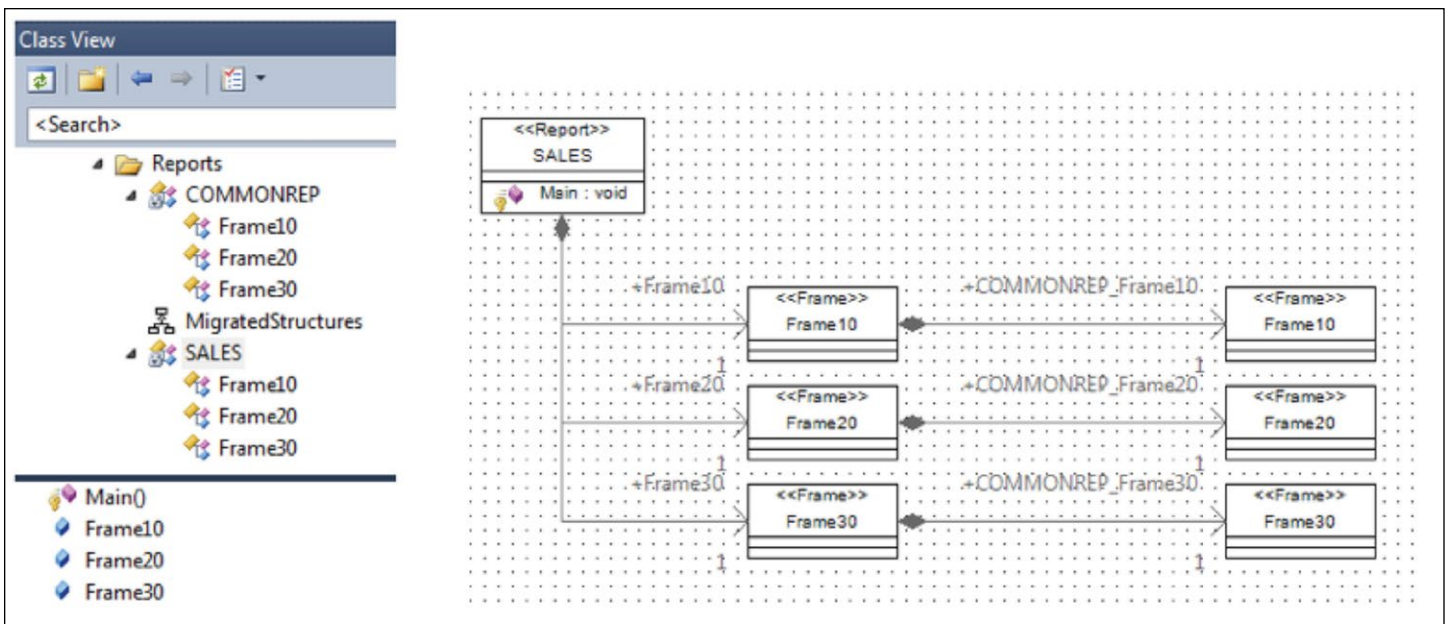 Class View
<Search>
Reports
COMMONREP
Frame10
Frame20
Frame30
MigratedStructures
SALES
Frame10
Frame20
Frame30
Main()
Frame10
Frame20
Frame30
<<Report>>
SALES
Main : void
+Frame10
<<Frame>>
Frame10
1
+COMMONREP_Frame10
<<Frame>>
Frame10
1
+Frame20
<<Frame>>
Frame20
1
+COMMONREP_Frame20
<<Frame>>
Frame20
1
+Frame30
<<Frame>>
Frame30
1
+COMMONREP_Frame30
<<Frame>>
Frame30
1